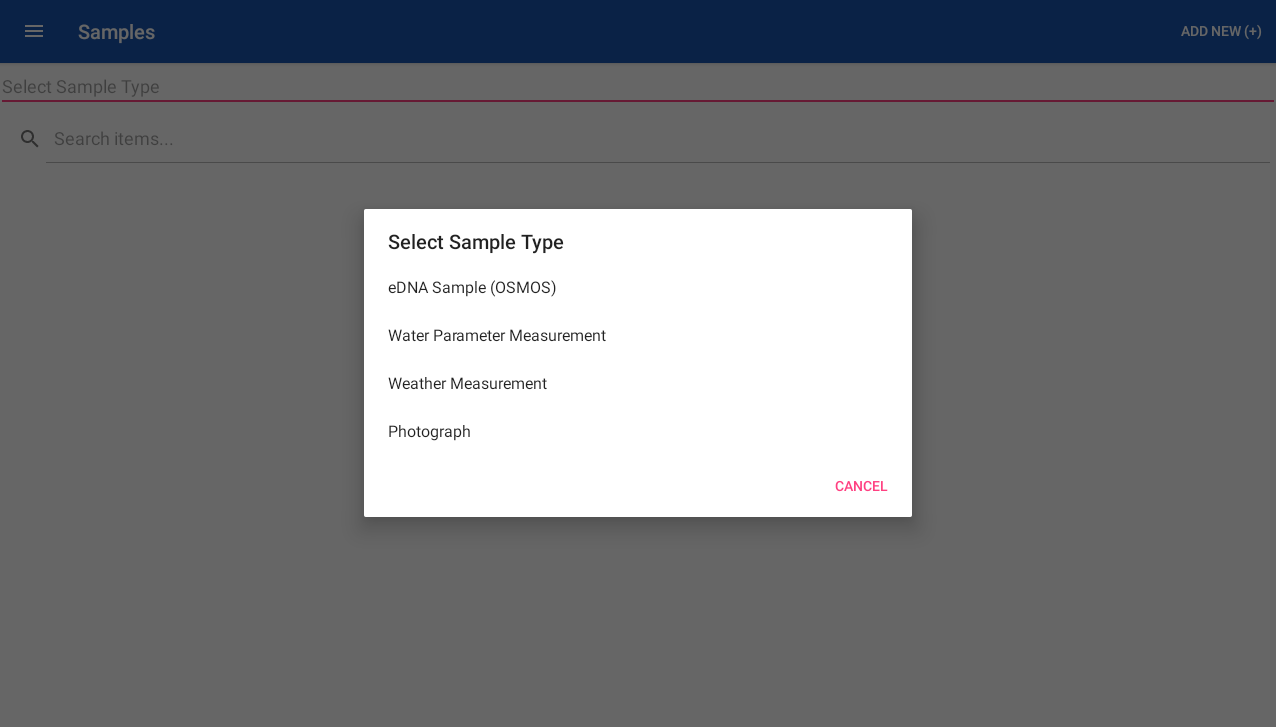 Samples
ADD NEW (+)
Select Sample Type
Search items...
Select Sample Type
eDNA Sample (OSMOS)
Water Parameter Measurement
Weather Measurement
Photograph
CANCEL